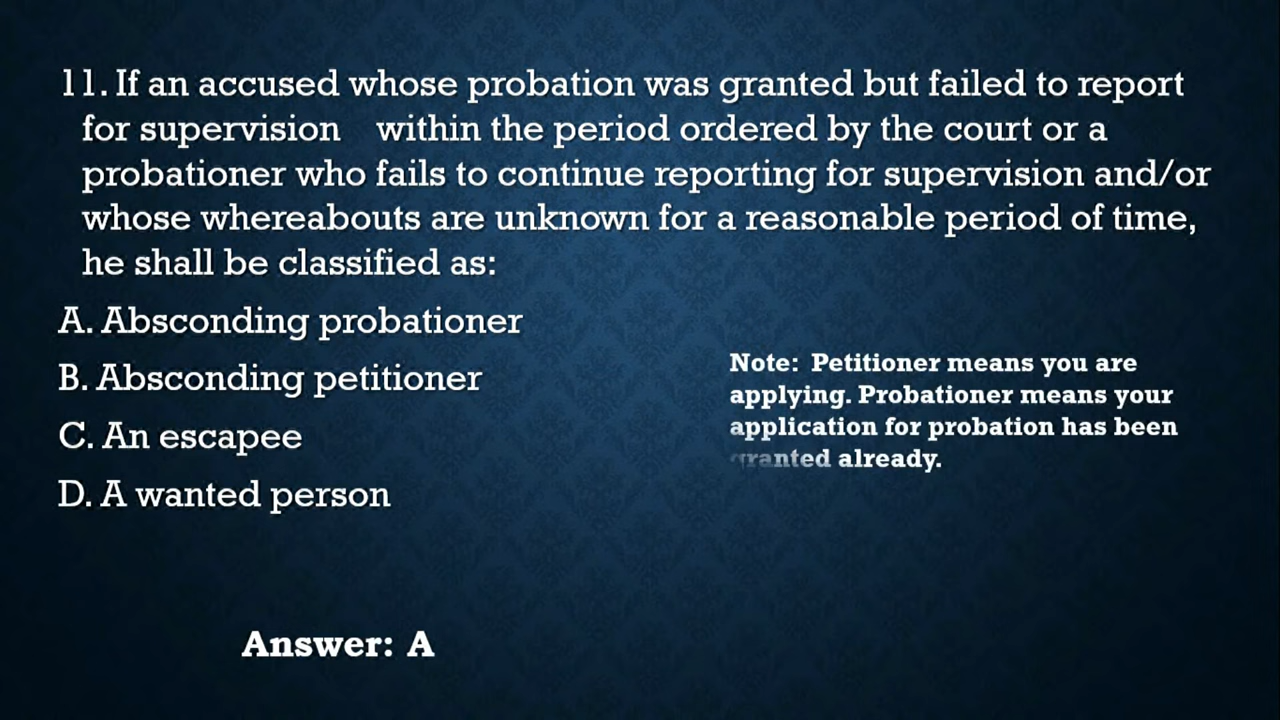 11. If an accused whose probation was granted but failed to report
for supervision within the period ordered by the court or a
probationer who fails to continue reporting for supervision and/or
whose whereabouts are unknown for a reasonable period of time,
he shall be classified as:
A. Absconding probationer
B. Absconding petitioner
C. An escapee
D. A wanted person
Note: Petitioner means you are
applying. Probationer means your
application for probation has been
granted already.
Answer: A